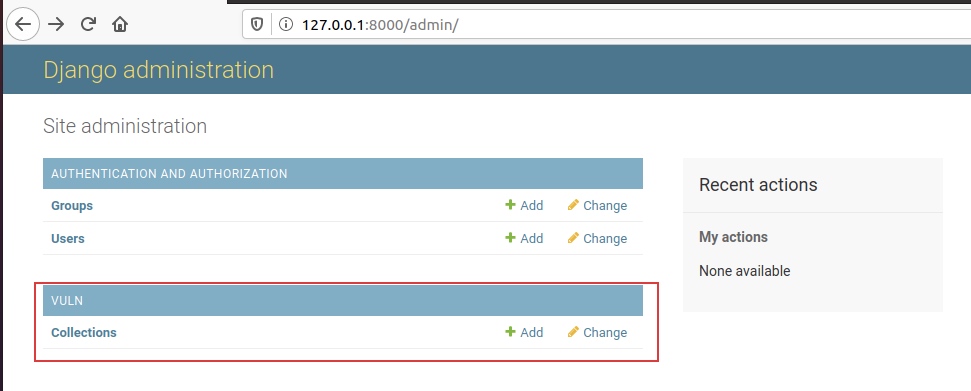 127.0.0.1:8000/admin/
Django administration
Site administration
AUTHENTICATION AND AUTHORIZATION
Groups Add Change
Users Add Change
VULN
Collections Add Change
Recent actions
My actions
None available